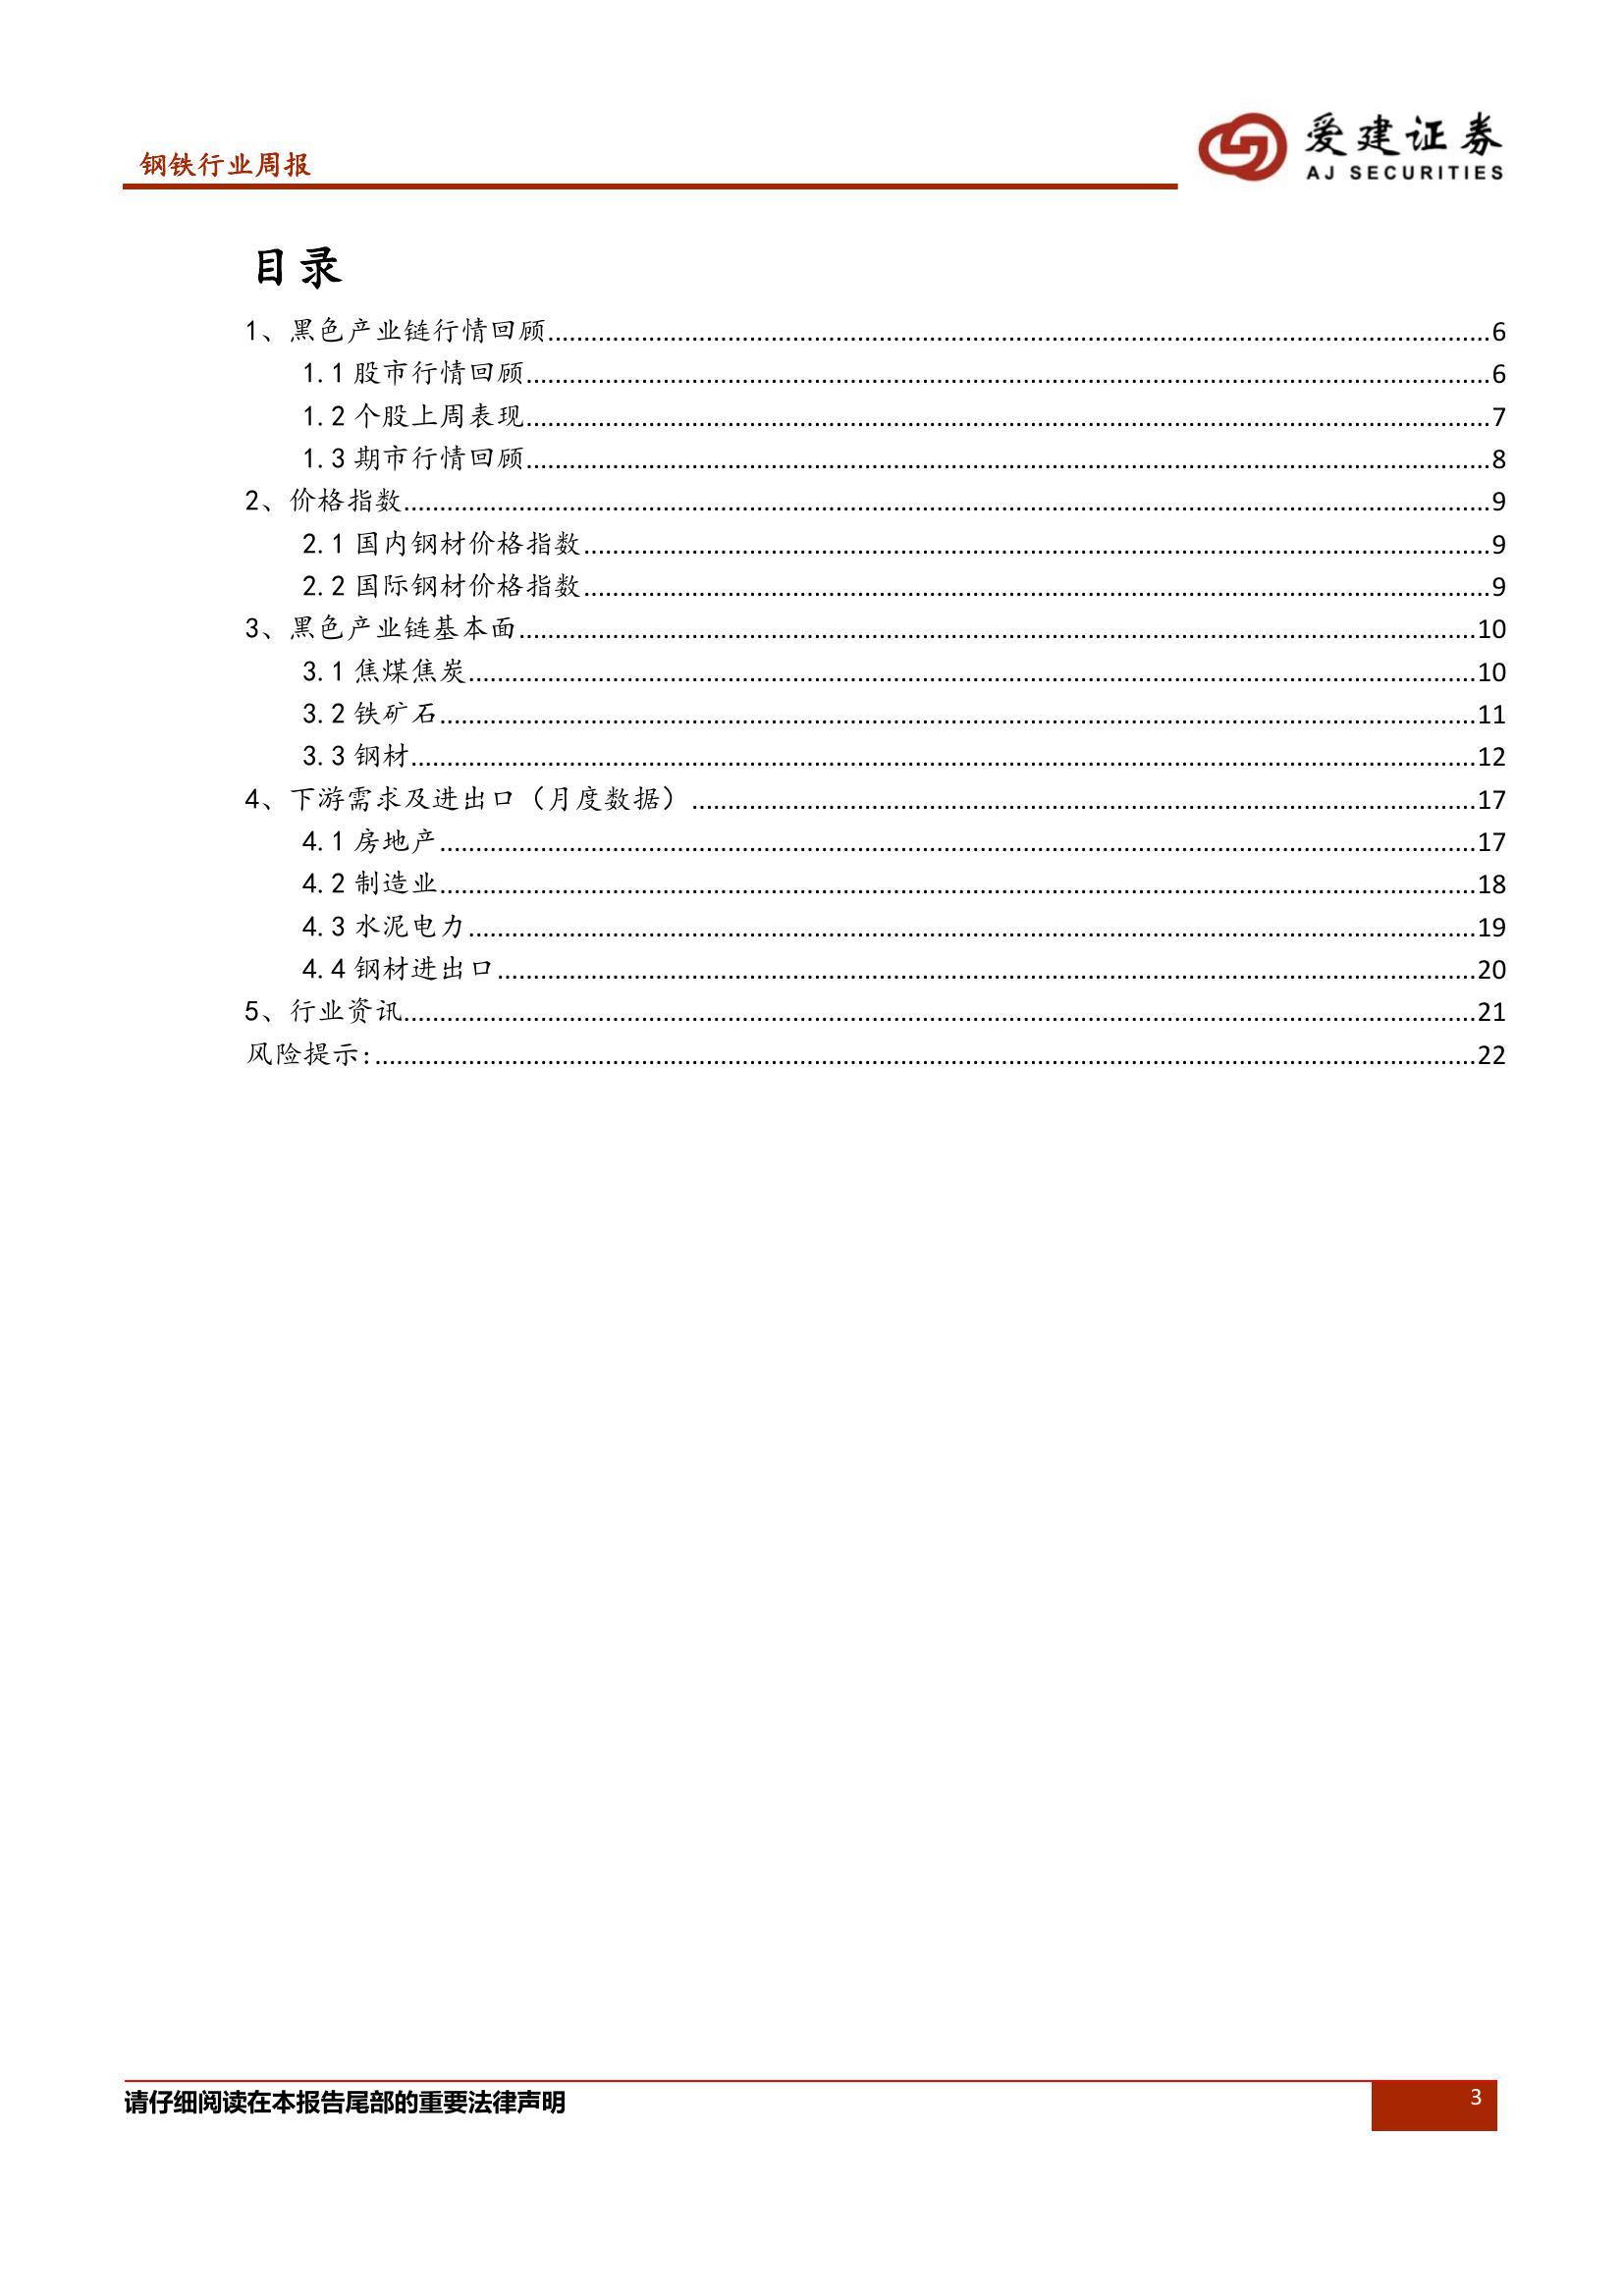 钢铁行业周报
爱建证券
AJ SECURITIES
目录
1、黑色产业链行情回顾........6
1.1 股市行情回顾........6
1.2 个股上周表现........7
1.3 期市行情回顾........8
2、价格指数........9
2.1 国内钢材价格指数........9
2.2 国际钢材价格指数........9
3、黑色产业链基本面........10
3.1 焦煤焦炭........10
3.2 铁矿石........11
3.3 钢材........12
4、下游需求及进出口（月度数据）........17
4.1 房地产........17
4.2 制造业........18
4.3 水泥电力........19
4.4 钢材进出口........20
5、行业资讯........21
风险提示:........22
请仔细阅读在本报告尾部的重要法律声明
3